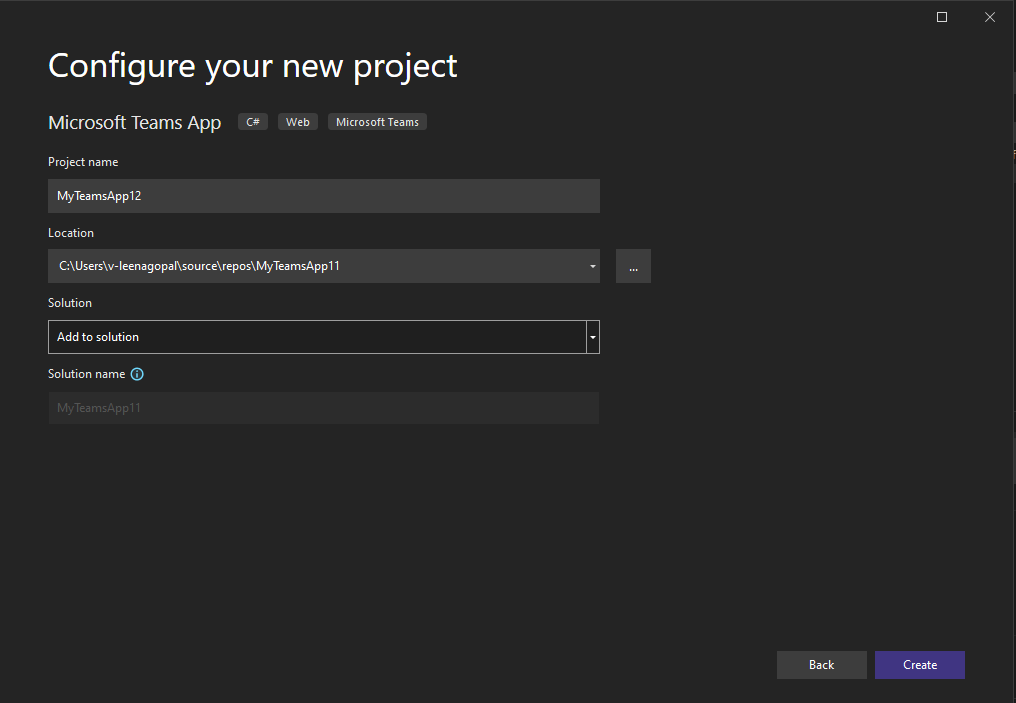 Configure your new project
Microsoft Teams App C# Web Microsoft Teams
Project name
MyTeamsApp12
Location
C:\Users\v-leenagopal\source\repos\MyTeamsApp11
...
Solution
Add to solution
Solution name
MyTeamsApp11
Back Create